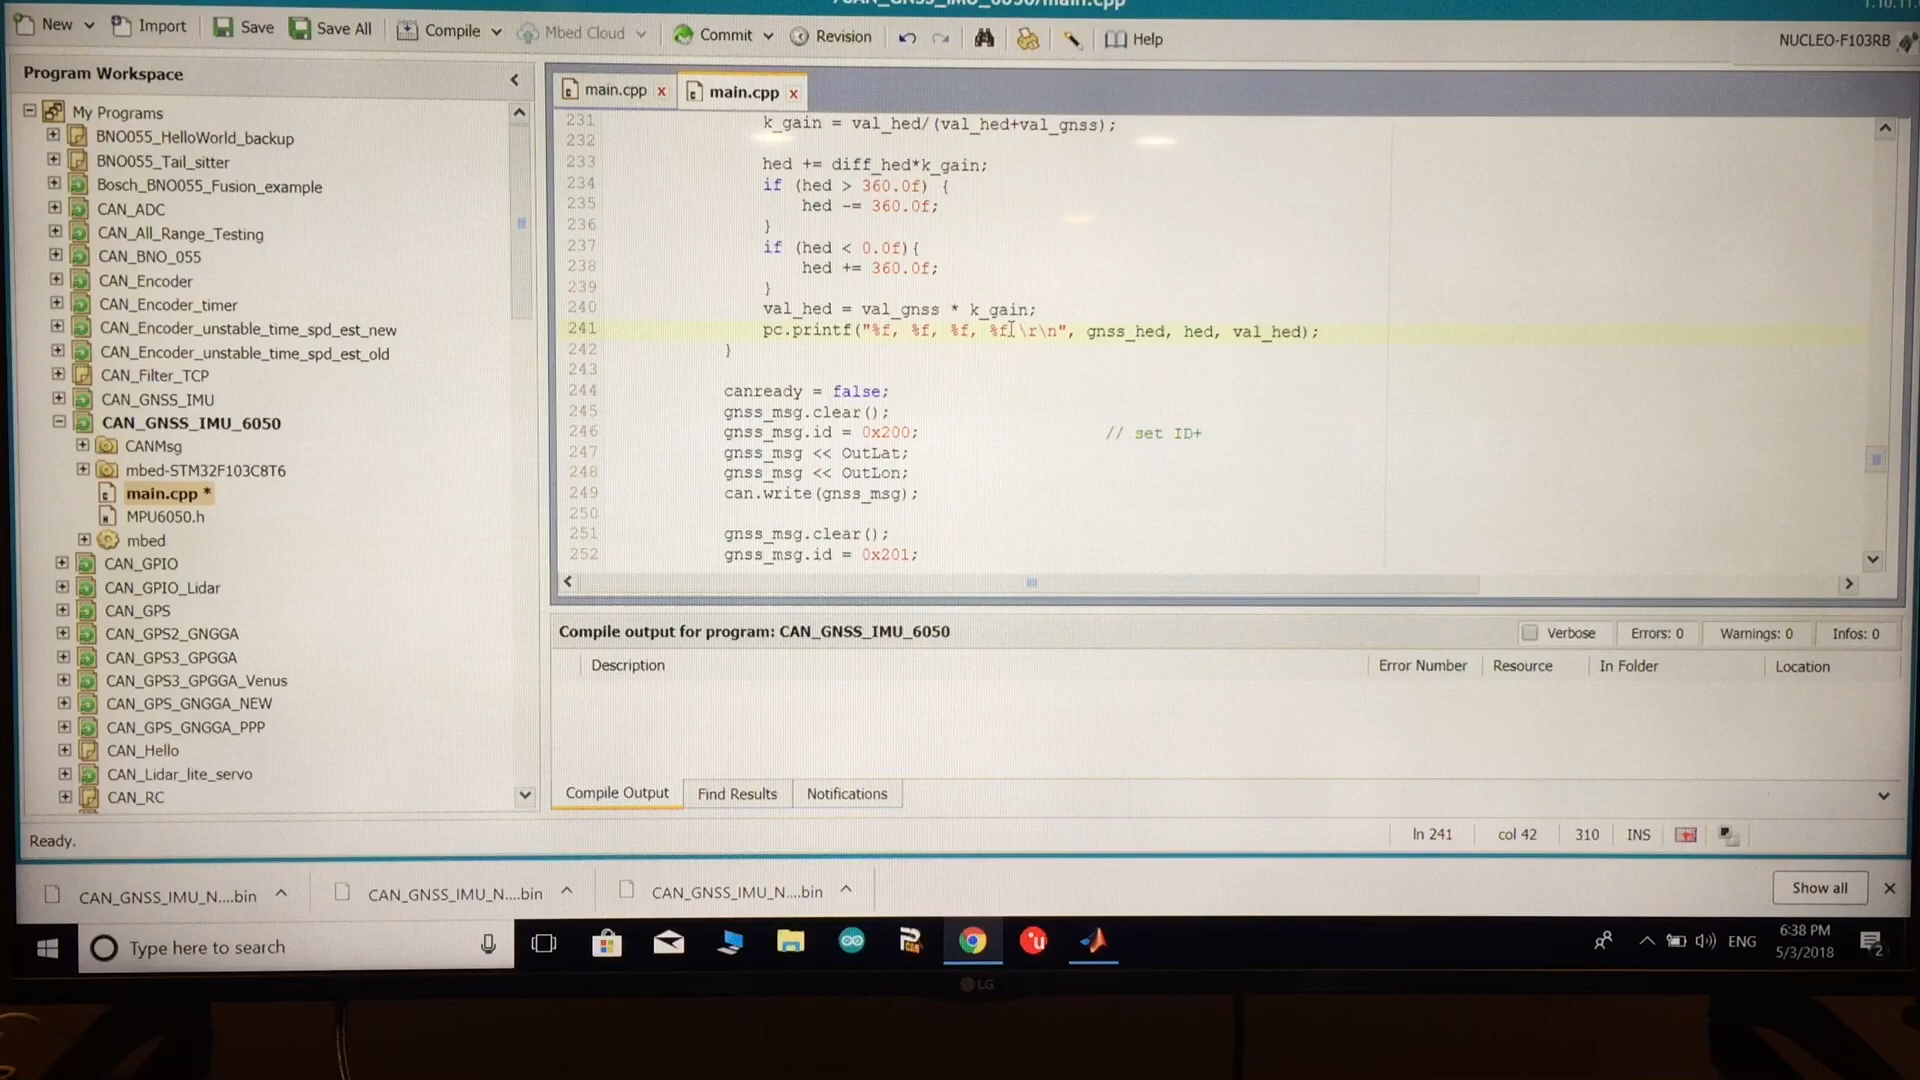 /CAN_GNSS_IMU_6050/main.cpp
1.10.11.
New
Import
Save
Save All
Compile
Mbed Cloud
Commit
Revision
Help
NUCLEO-F103RB
Program Workspace
My Programs
BNO055_HelloWorld_backup
BNO055_Tail_sitter
Bosch_BNO055_Fusion_example
CAN_ADC
CAN_All_Range_Testing
CAN_BNO_055
CAN_Encoder
CAN_Encoder_timer
CAN_Encoder_unstable_time_spd_est_new
CAN_Encoder_unstable_time_spd_est_old
CAN_Filter_TCP
CAN_GNSS_IMU
CAN_GNSS_IMU_6050
CANMsg
mbed-STM32F103C8T6
main.cpp *
MPU6050.h
mbed
CAN_GPIO
CAN_GPIO_Lidar
CAN_GPS
CAN_GPS2_GNGGA
CAN_GPS3_GPGGA
CAN_GPS3_GPGGA_Venus
CAN_GPS_GNGGA_NEW
CAN_GPS_GNGGA_PPP
CAN_Hello
CAN_Lidar_lite_servo
CAN_RC
main.cpp x
main.cpp x
231 k_gain = val_hed/(val_hed+val_gnss);
232
233 hed += diff_hed*k_gain;
234 if (hed > 360.0f) {
235 hed -= 360.0f;
236 }
237 if (hed < 0.0f){
238 hed += 360.0f;
239 }
240 val_hed = val_gnss * k_gain;
241 pc.printf("%f, %f, %f, %f\r\n", gnss_hed, hed, val_hed);
242 }
243
244 canready = false;
245 gnss_msg.clear();
246 gnss_msg.id = 0x200; // set ID+
247 gnss_msg << OutLat;
248 gnss_msg << OutLon;
249 can.write(gnss_msg);
250
251 gnss_msg.clear();
252 gnss_msg.id = 0x201;
Compile output for program: CAN_GNSS_IMU_6050
Verbose
Errors: 0
Warnings: 0
Infos: 0
Description
Error Number
Resource
In Folder
Location
Compile Output
Find Results
Notifications
Ready.
ln 241
col 42
310
INS
CAN_GNSS_IMU_N....bin
CAN_GNSS_IMU_N....bin
CAN_GNSS_IMU_N....bin
Show all
Type here to search
ENG
6:38 PM
5/3/2018
2
LG